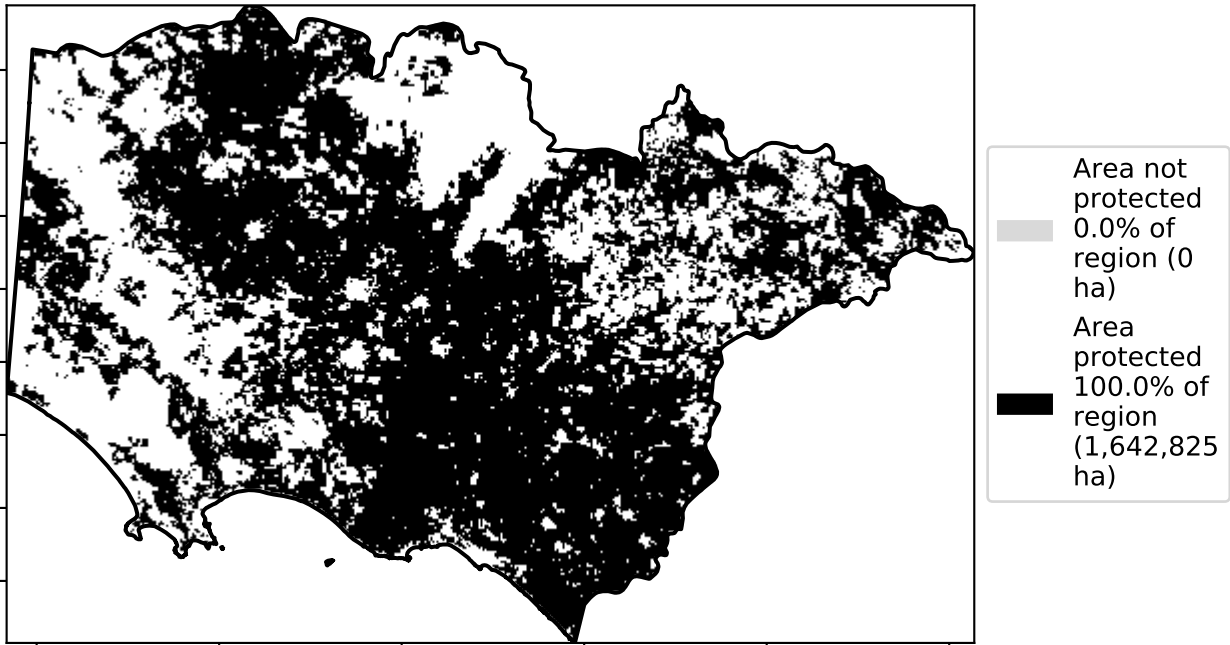 Area not
protected
0.0% of
region (0
ha)
Area
protected
100.0% of
region
(1,642,825
ha)